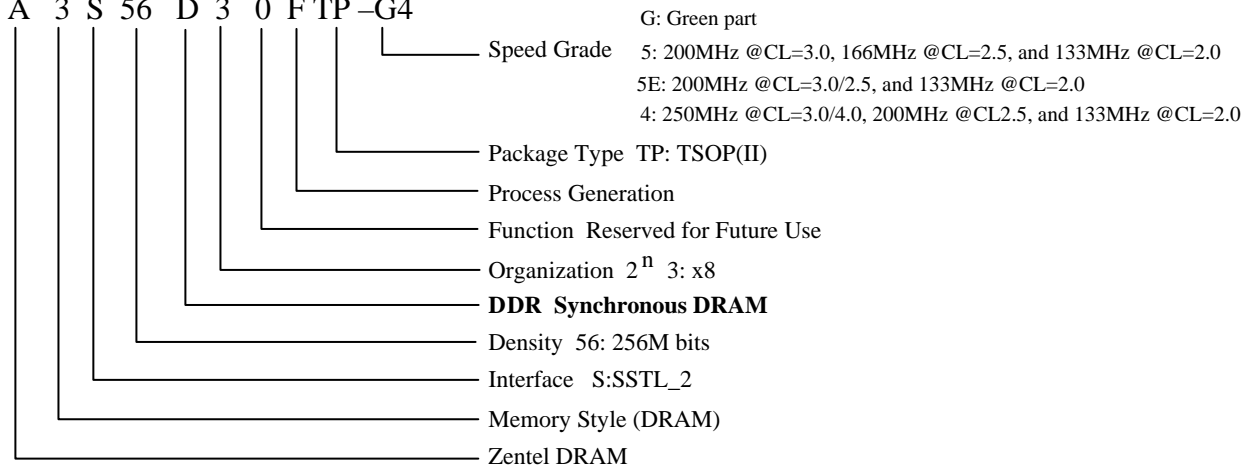 A 3 S 56 D 3 0 F TP –G4
G: Green part
Speed Grade 5: 200MHz @CL=3.0, 166MHz @CL=2.5, and 133MHz @CL=2.0
5E: 200MHz @CL=3.0/2.5, and 133MHz @CL=2.0
4: 250MHz @CL=3.0/4.0, 200MHz @CL2.5, and 133MHz @CL=2.0
Package Type TP: TSOP(II)
Process Generation
Function Reserved for Future Use
Organization 2^n 3: x8
DDR Synchronous DRAM
Density 56: 256M bits
Interface S:SSTL_2
Memory Style (DRAM)
Zentel DRAM